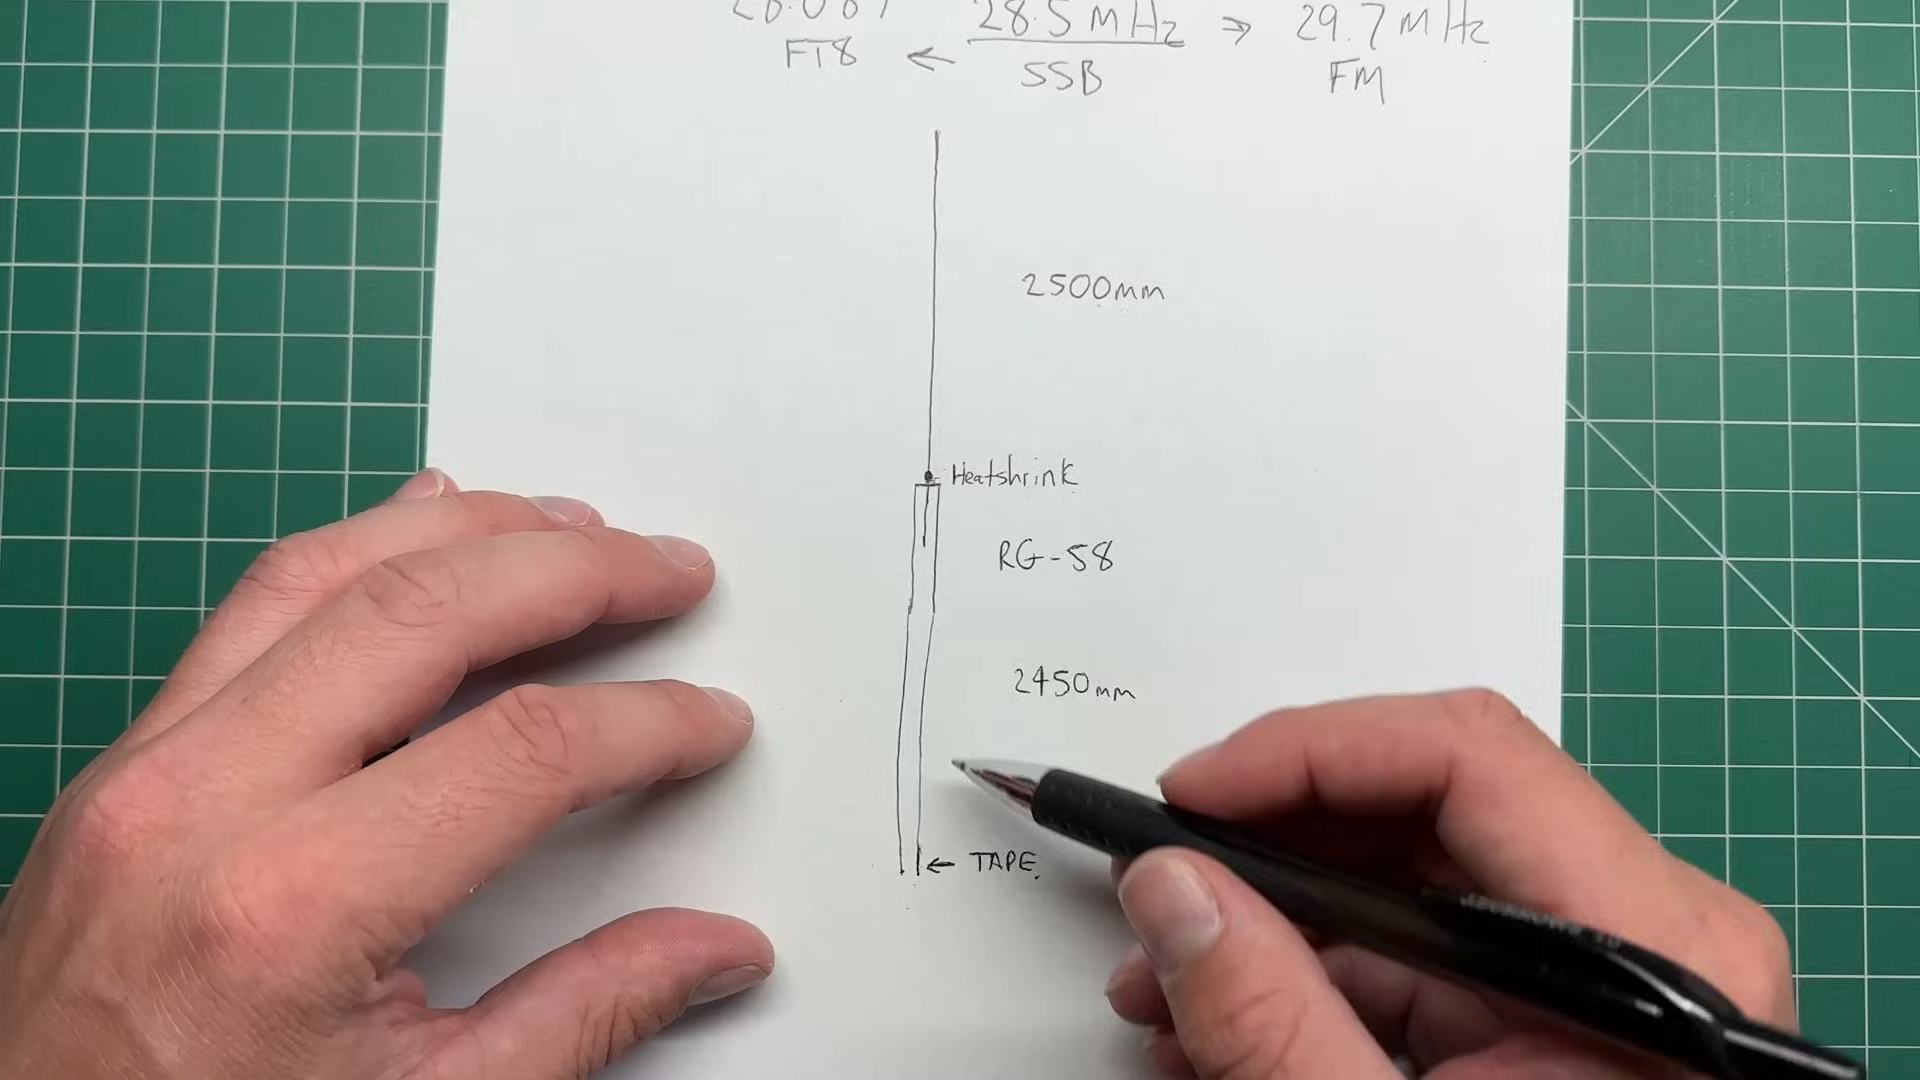 28.5 MHz → 29.7 MHz
FT8 ← SSB FM
2500mm
Heatshrink
RG-58
2450mm
← TAPE.